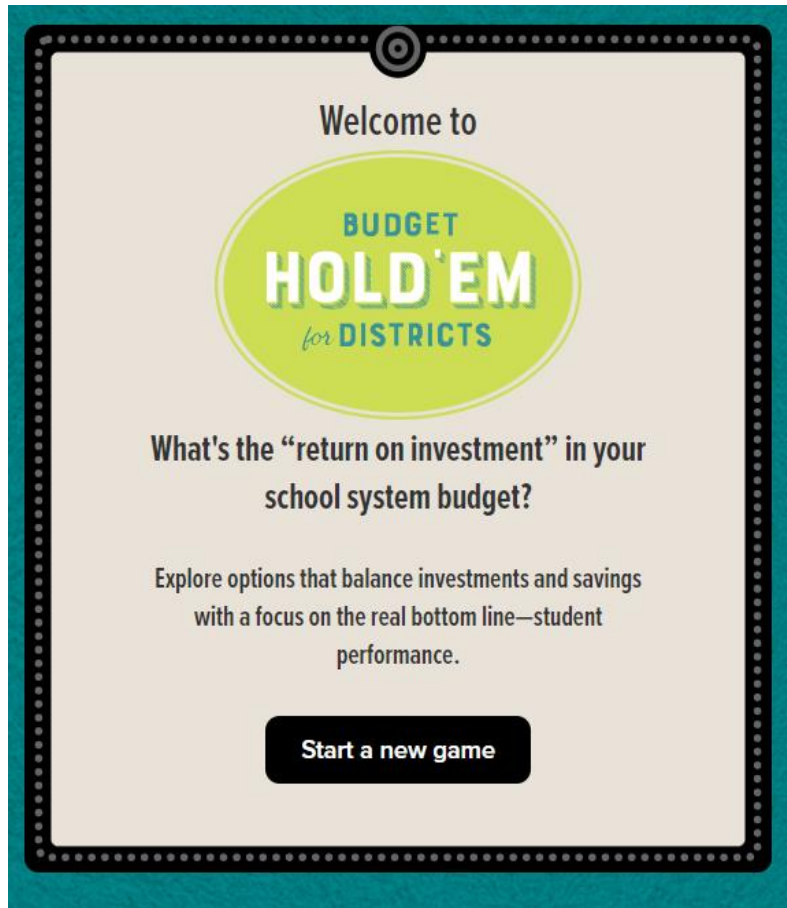 Welcome to
BUDGET
HOLD'EM
for DISTRICTS
What's the “return on investment” in your
school system budget?
Explore options that balance investments and savings
with a focus on the real bottom line—student
performance.
Start a new game